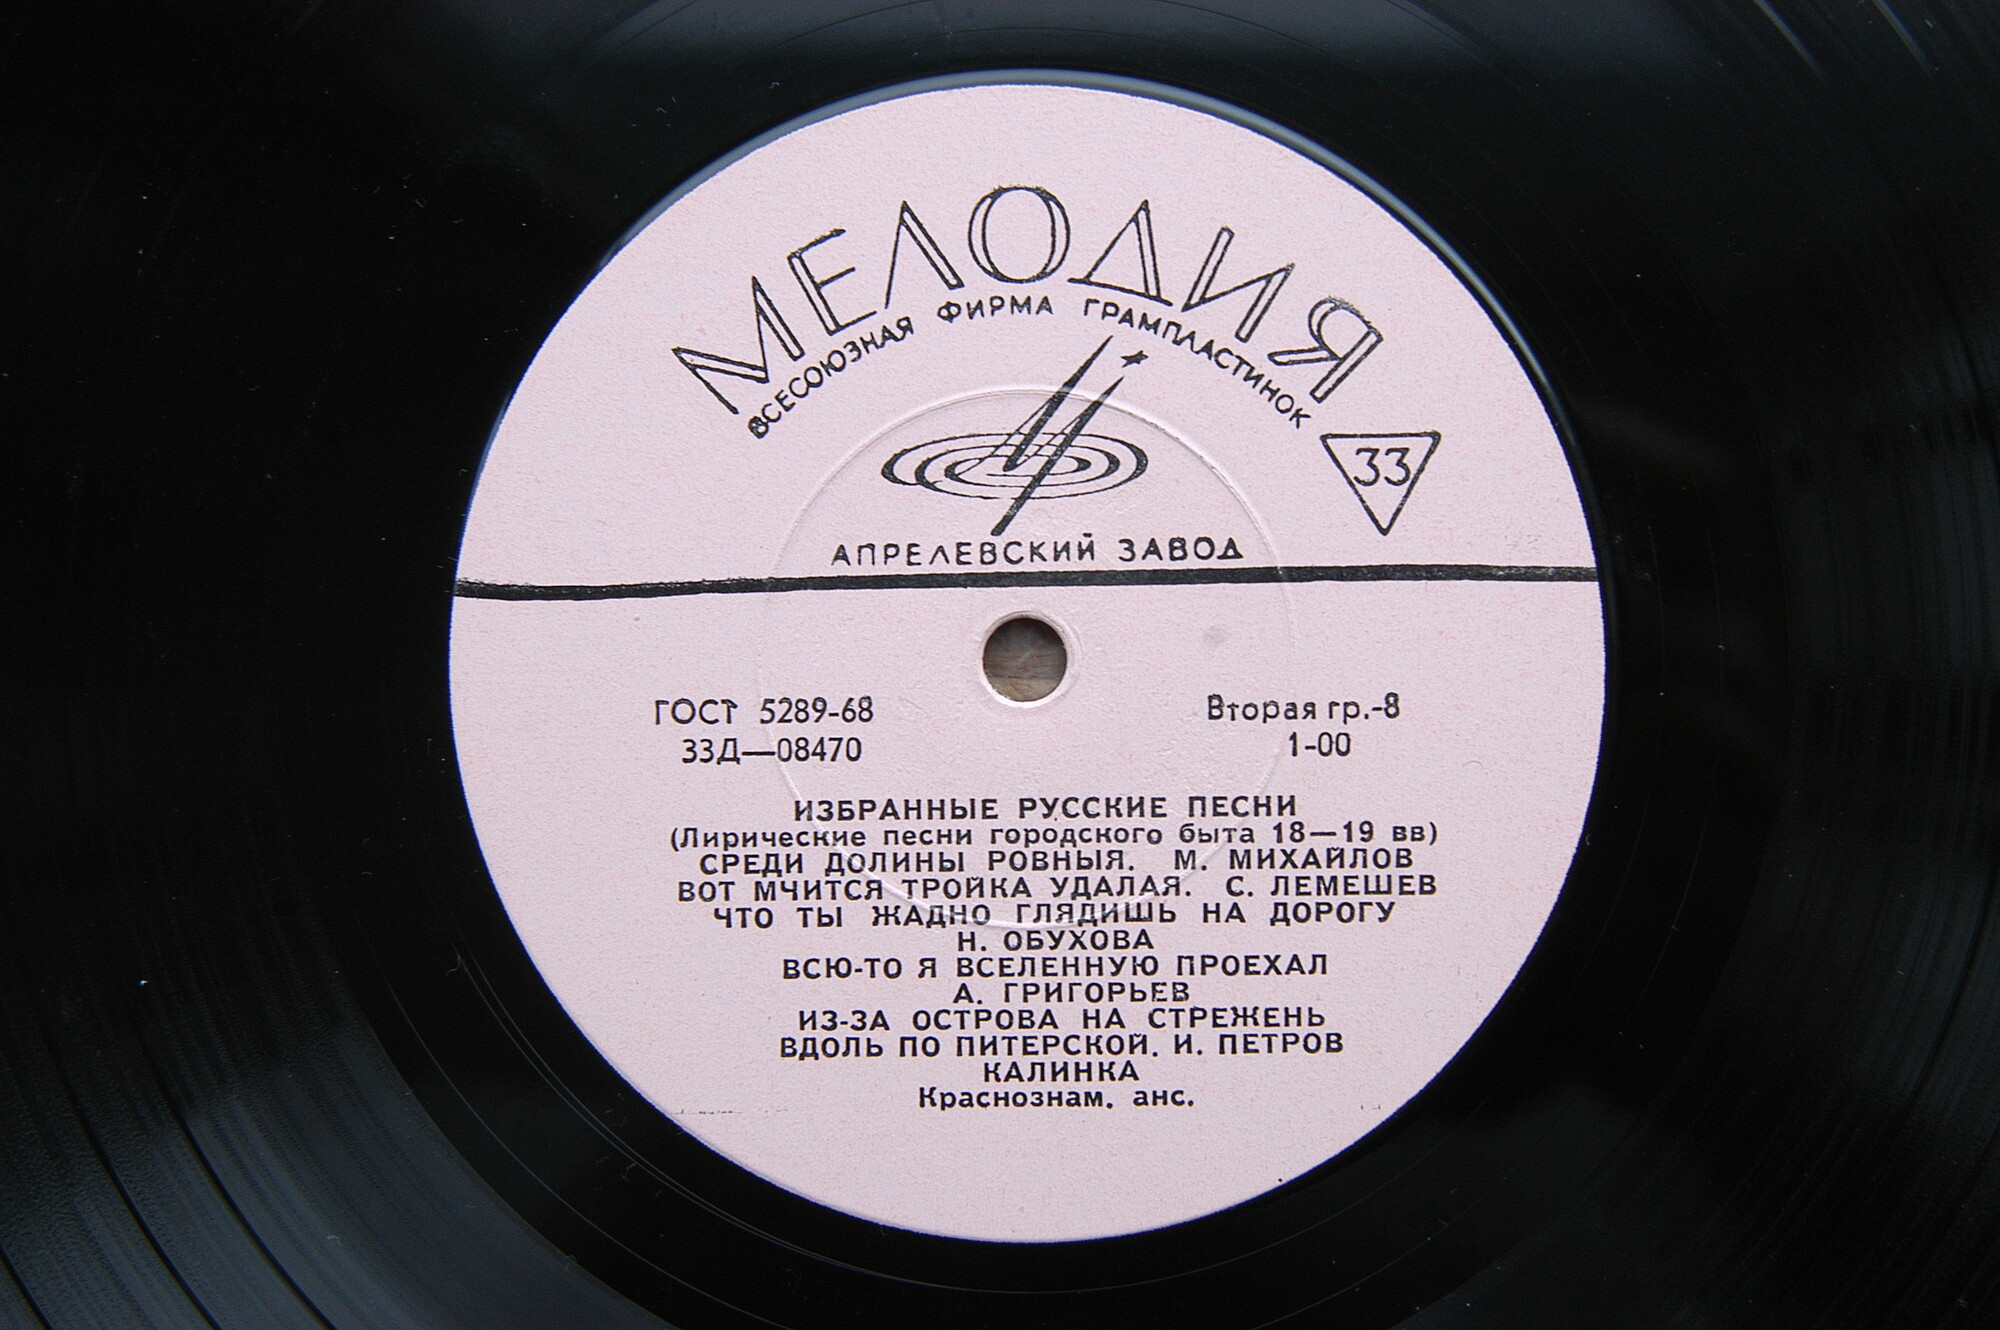 МЕЛОДИЯ
ВСЕСОЮЗНАЯ ФИРМА ГРАМПЛАСТИНОК
33
АПРЕЛЕВСКИЙ ЗАВОД
ГОСТ 5289-68
Вторая гр.-8
33Д—08470
1-00
ИЗБРАННЫЕ РУССКИЕ ПЕСНИ
(Лирические песни городского быта 18—19 вв)
СРЕДИ ДОЛИНЫ РОВНЫЯ. М. МИХАЙЛОВ
ВОТ МЧИТСЯ ТРОЙКА УДАЛАЯ. С. ЛЕМЕШЕВ
ЧТО ТЫ ЖАДНО ГЛЯДИШЬ НА ДОРОГУ
Н. ОБУХОВА
ВСЮ-ТО Я ВСЕЛЕННУЮ ПРОЕХАЛ
А. ГРИГОРЬЕВ
ИЗ-ЗА ОСТРОВА НА СТРЕЖЕНЬ
ВДОЛЬ ПО ПИТЕРСКОЙ. И. ПЕТРОВ
КАЛИНКА
Краснознам. анс.